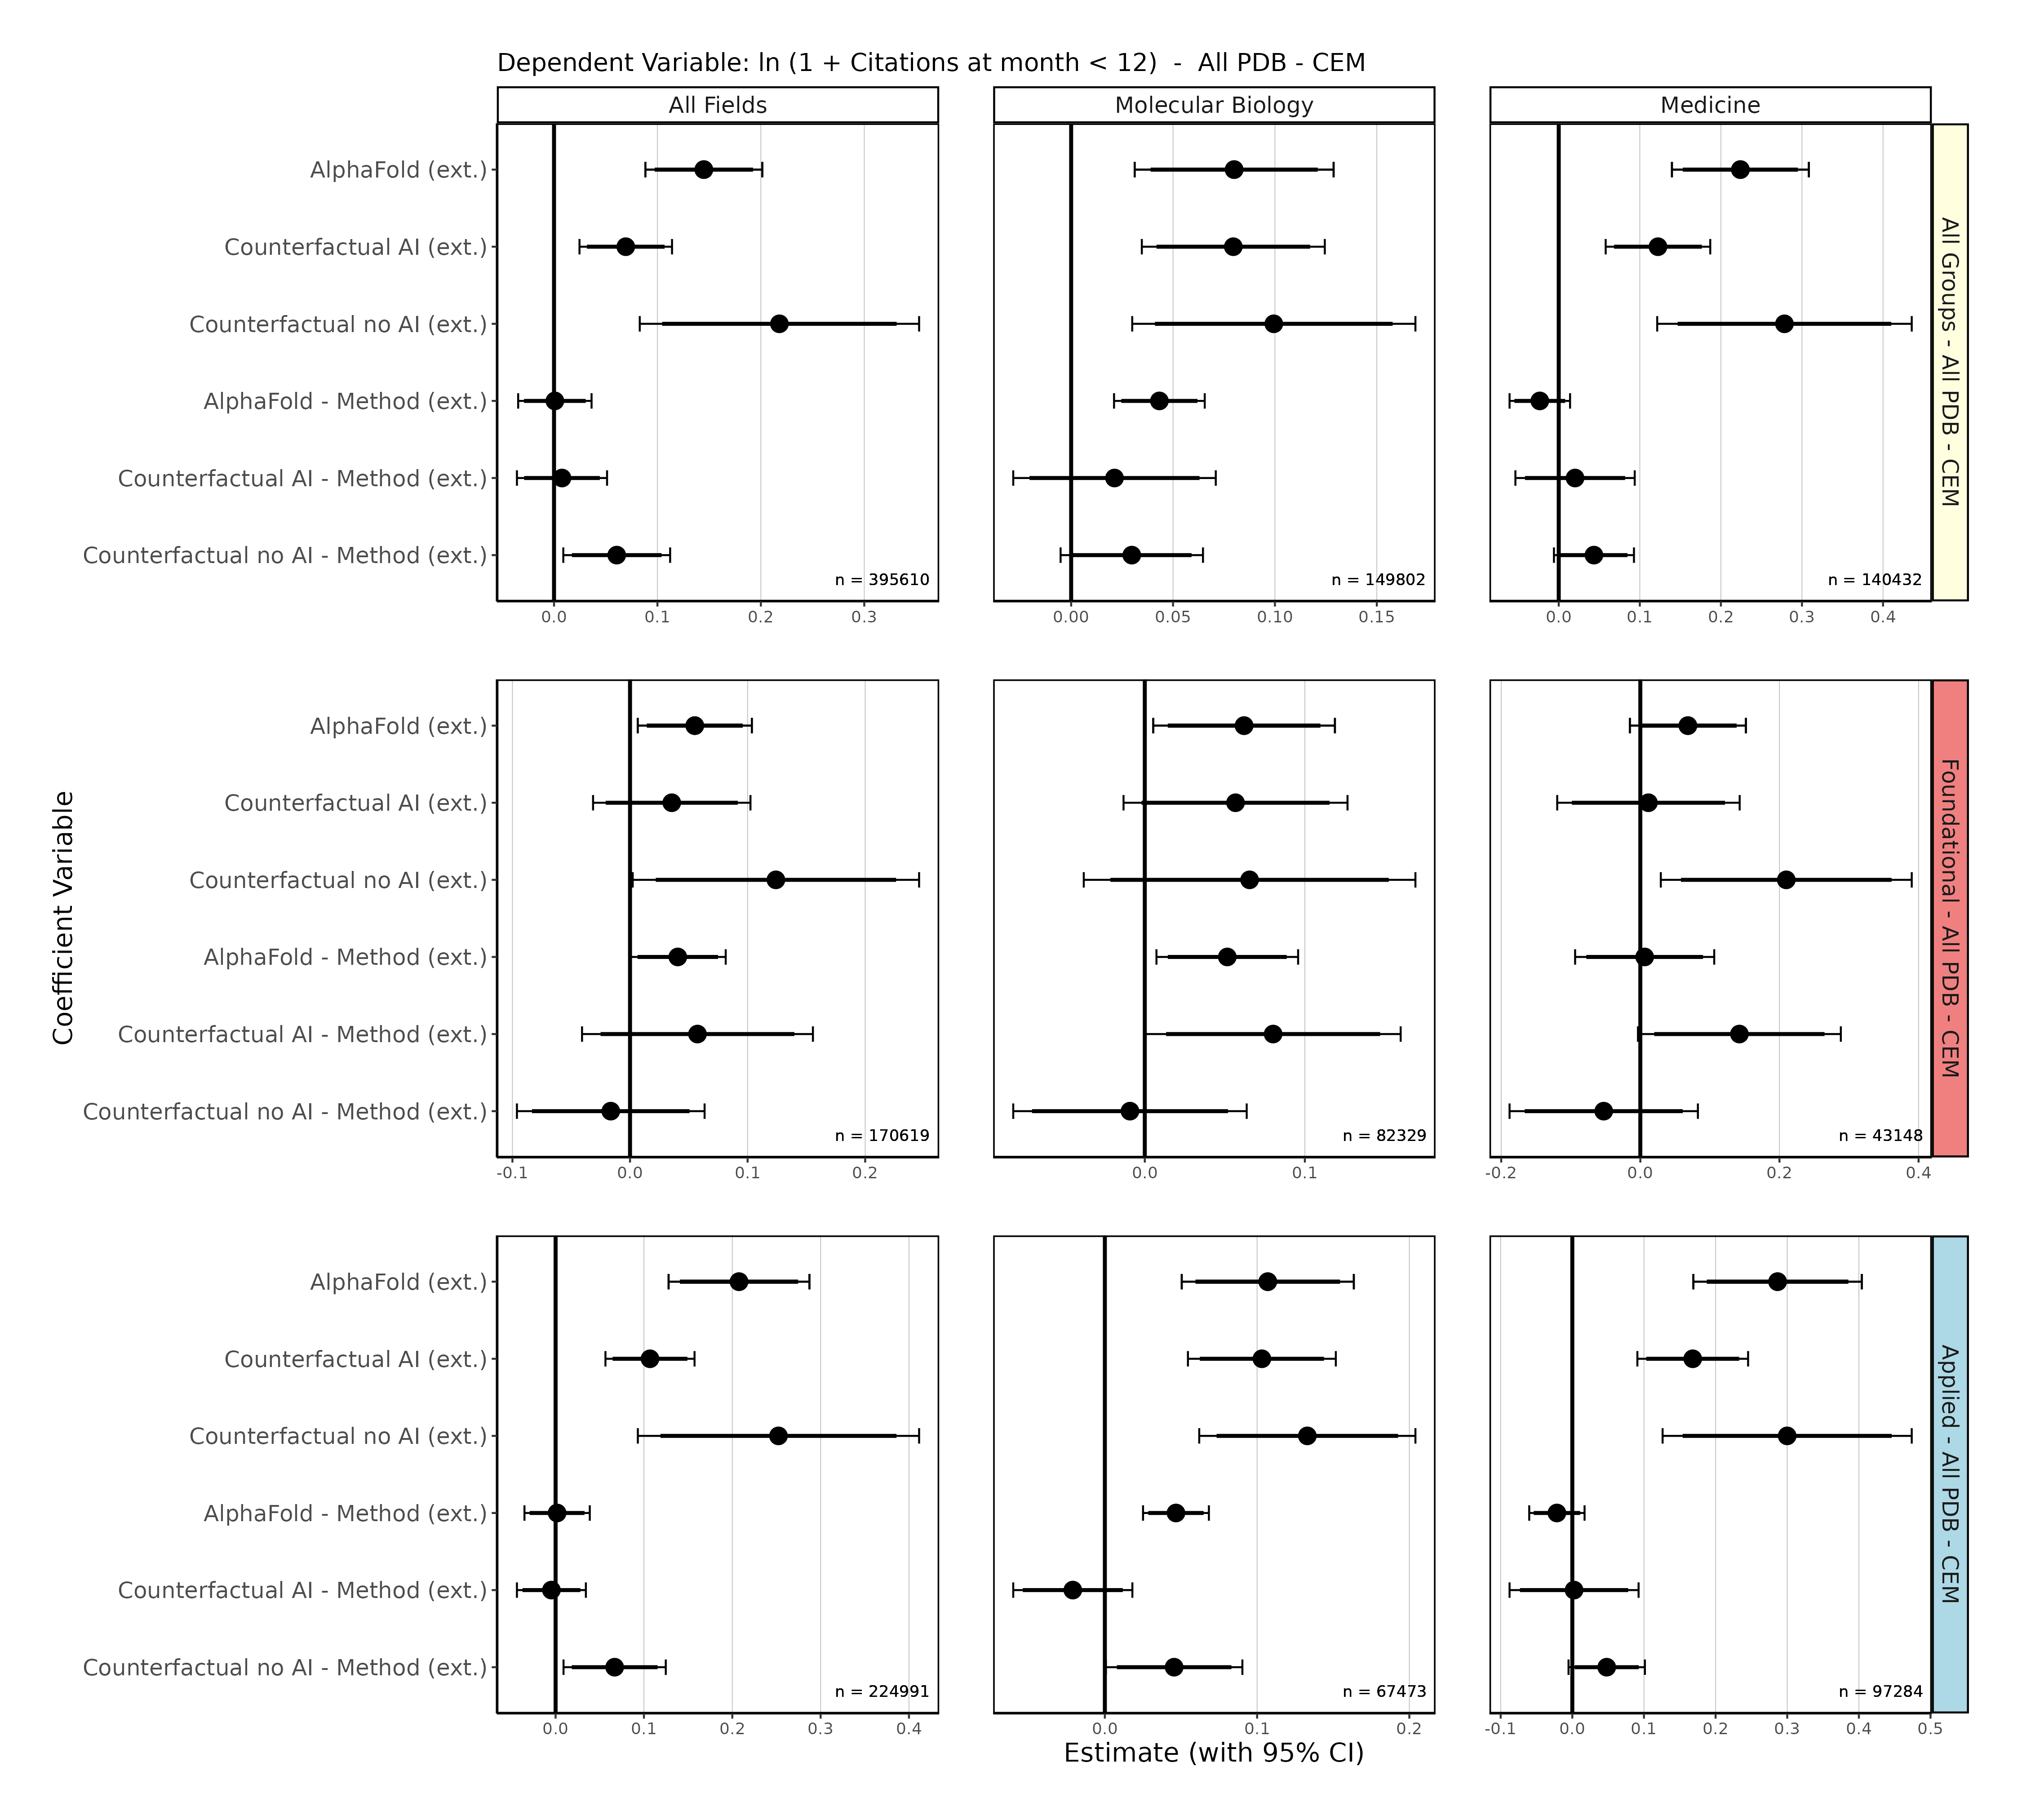 Dependent Variable: ln (1 + Citations at month < 12)  -  All PDB - CEM
All Fields
Molecular Biology
Medicine
AlphaFold (ext.)
Counterfactual AI (ext.)
Counterfactual no AI (ext.)
AlphaFold - Method (ext.)
Counterfactual AI - Method (ext.)
Counterfactual no AI - Method (ext.)
n = 395610
n = 149802
n = 140432
0.0 0.1 0.2 0.3
0.00 0.05 0.10 0.15
0.0 0.1 0.2 0.3 0.4
All Groups - All PDB - CEM
Coefficient Variable
AlphaFold (ext.)
Counterfactual AI (ext.)
Counterfactual no AI (ext.)
AlphaFold - Method (ext.)
Counterfactual AI - Method (ext.)
Counterfactual no AI - Method (ext.)
n = 170619
n = 82329
n = 43148
-0.1 0.0 0.1 0.2
0.0 0.1
-0.2 0.0 0.2 0.4
Foundational - All PDB - CEM
AlphaFold (ext.)
Counterfactual AI (ext.)
Counterfactual no AI (ext.)
AlphaFold - Method (ext.)
Counterfactual AI - Method (ext.)
Counterfactual no AI - Method (ext.)
n = 224991
n = 67473
n = 97284
0.0 0.1 0.2 0.3 0.4
0.0 0.1 0.2
-0.1 0.0 0.1 0.2 0.3 0.4 0.5
Applied - All PDB - CEM
Estimate (with 95% CI)